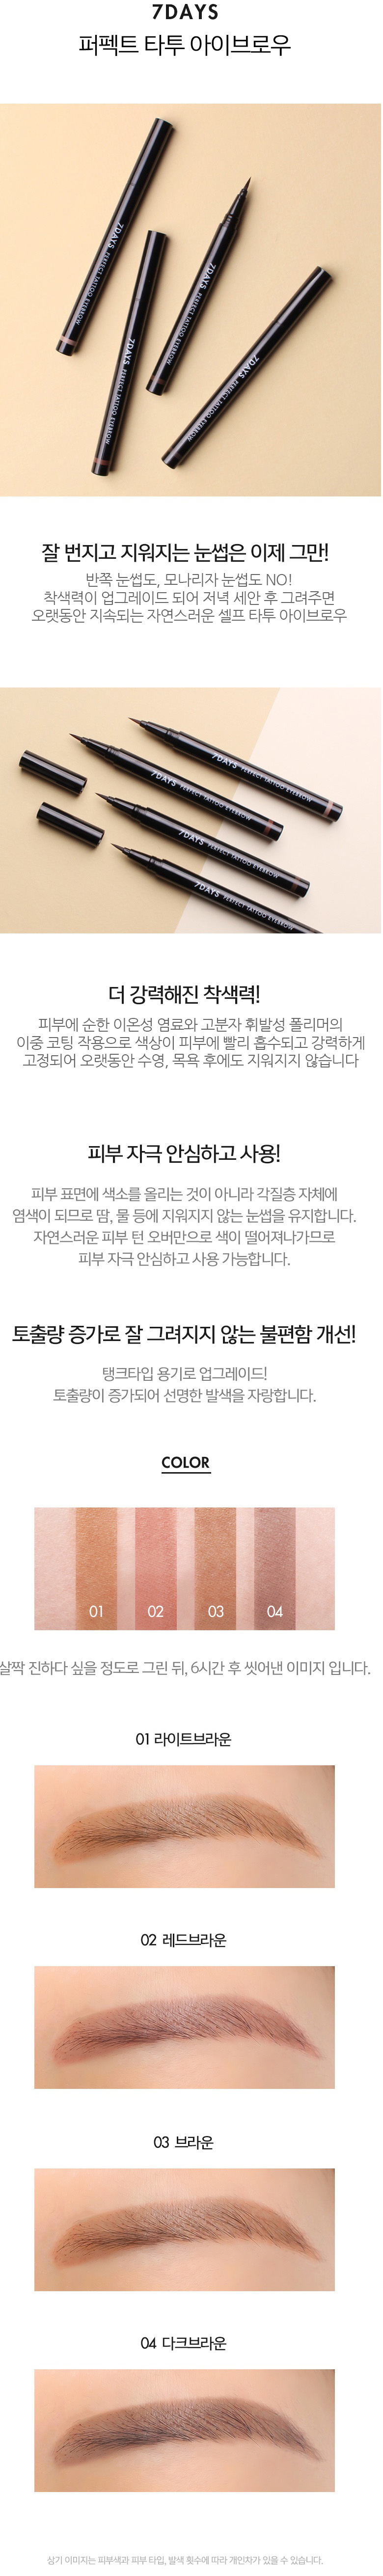 7DAYS
퍼펙트 타투 아이브로우
7DAYS PERFECT TATTOO EYEBROW
7DAYS PERFECT TATTOO EYEBROW
7DAYS PERFECT TATTOO EYEBROW
7DAYS PERFECT TATTOO EYEBROW
잘 번지고 지워지는 눈썹은 이제 그만!
반쪽 눈썹도, 모나리자 눈썹도 NO!
착색력이 업그레이드 되어 저녁 세안 후 그려주면
오랫동안 지속되는 자연스러운 셀프 타투 아이브로우
7DAYS PERFECT TATTOO EYEBROW
7DAYS PERFECT TATTOO EYEBROW
7DAYS PERFECT TATTOO EYEBROW
7DAYS PERFECT TATTOO EYEBROW
더 강력해진 착색력!
피부에 순한 이온성 염료와 고분자 휘발성 폴리머의
이중 코팅 작용으로 색상이 피부에 빨리 흡수되고 강력하게
고정되어 오랫동안 수영, 목욕 후에도 지워지지 않습니다
피부 자극 안심하고 사용!
피부 표면에 색소를 올리는 것이 아니라 각질층 자체에
염색이 되므로 땀, 물 등에 지워지지 않는 눈썹을 유지합니다.
자연스러운 피부 턴 오버만으로 색이 떨어져나가므로
피부 자극 안심하고 사용 가능합니다.
토출량 증가로 잘 그려지지 않는 불편함 개선!
탱크타입 용기로 업그레이드!
토출량이 증가되어 선명한 발색을 자랑합니다.
COLOR
01 02 03 04
살짝 진하다 싶을 정도로 그린 뒤, 6시간 후 씻어낸 이미지 입니다.
01 라이트브라운
02 레드브라운
03 브라운
04 다크브라운
상기 이미지는 피부색과 피부 타입, 발색 횟수에 따라 개인차가 있을 수 있습니다.